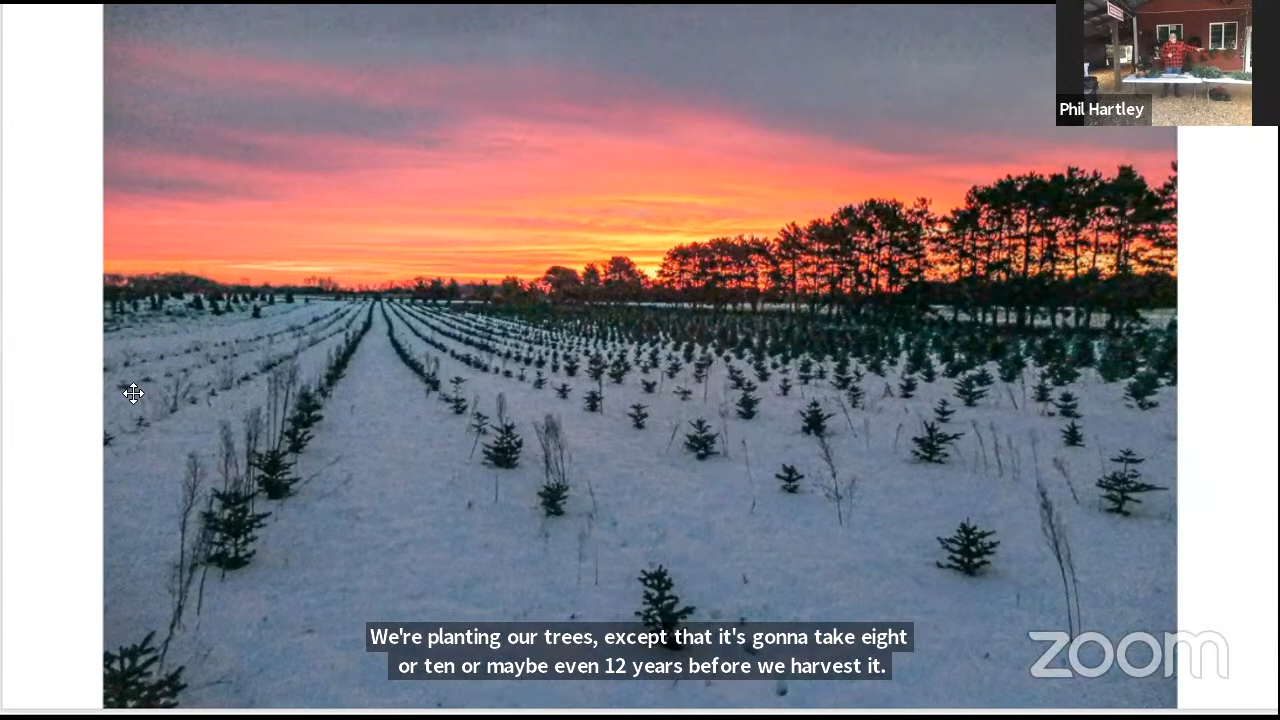 Phil Hartley
We're planting our trees, except that it's gonna take eight
or ten or maybe even 12 years before we harvest it.
zoom